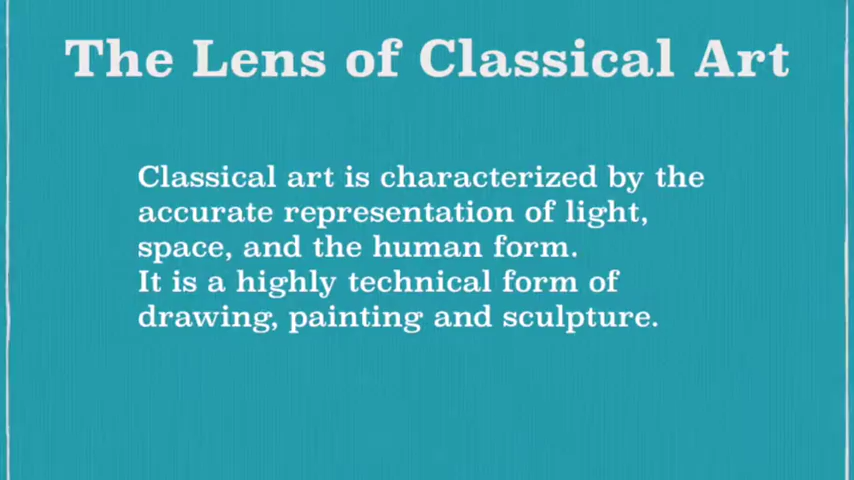 The Lens of Classical Art
Classical art is characterized by the
accurate representation of light,
space, and the human form.
It is a highly technical form of
drawing, painting and sculpture.